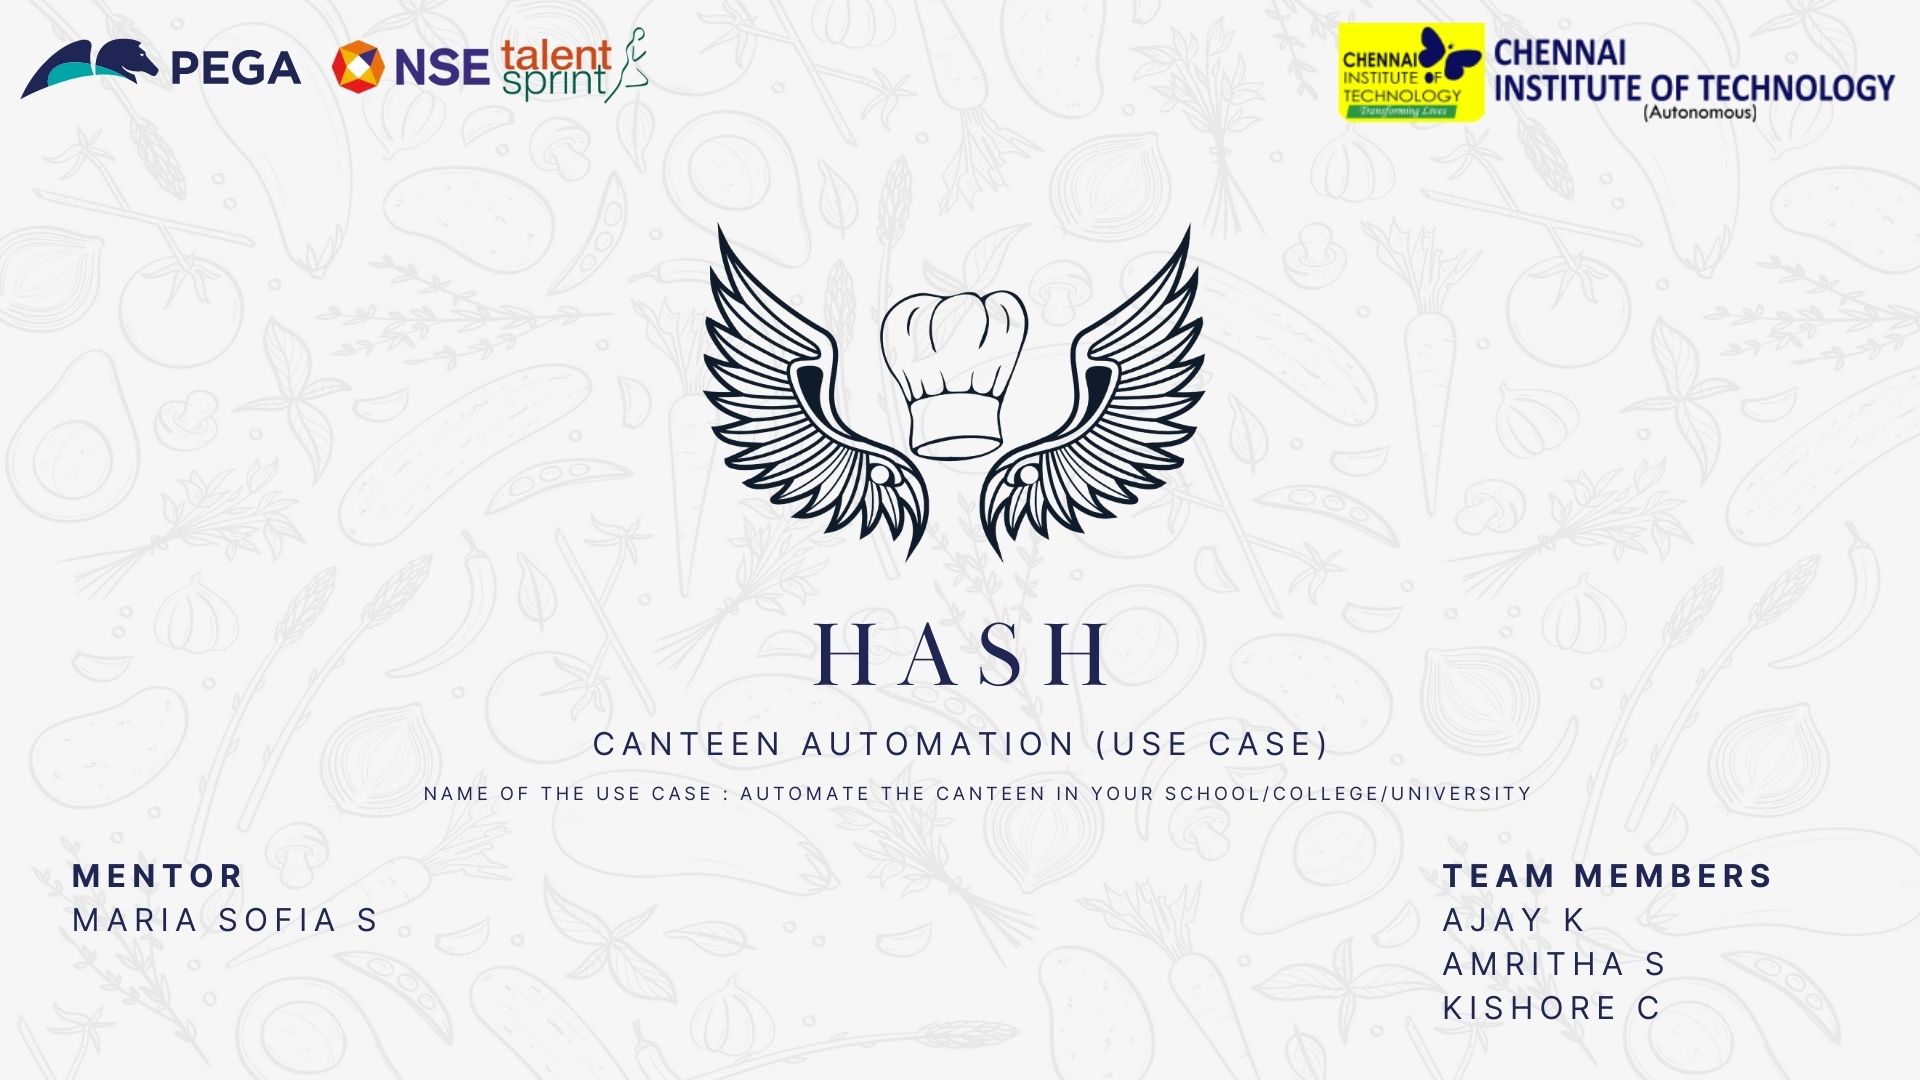 PEGA
NSE talent sprint
CHENNAI
INSTITUTE OF
TECHNOLOGY
Transforming Lives
CHENNAI
INSTITUTE OF TECHNOLOGY
(Autonomous)
HASH
CANTEEN AUTOMATION (USE CASE)
NAME OF THE USE CASE : AUTOMATE THE CANTEEN IN YOUR SCHOOL/COLLEGE/UNIVERSITY
MENTOR
MARIA SOFIA S
TEAM MEMBERS
AJAY K
AMRITHA S
KISHORE C